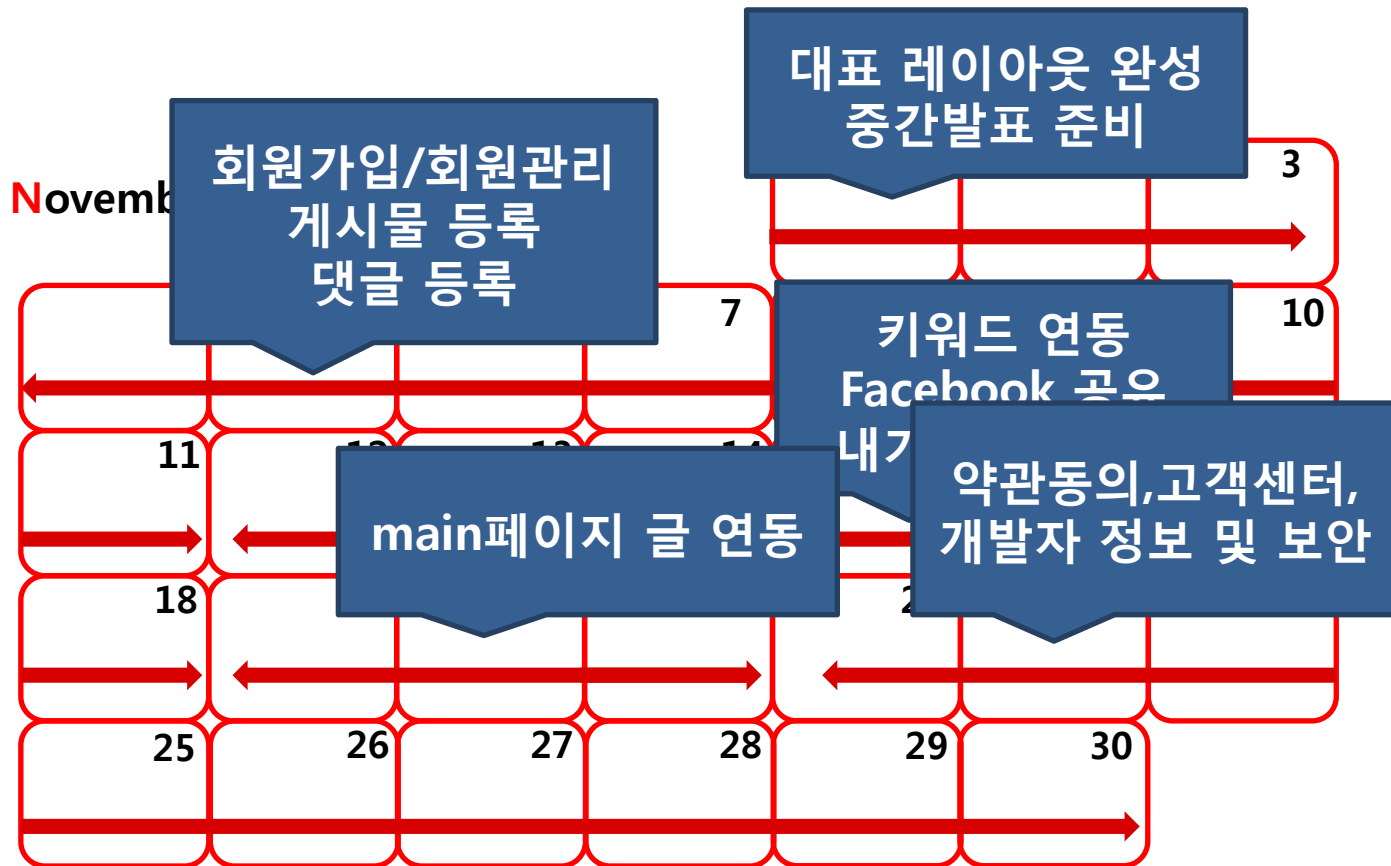 대표 레이아웃 완성
중간발표 준비
회원가입/회원관리
게시물 등록
댓글 등록
3
7
키워드 연동
Facebook 공유
10
11
main페이지 글 연동
약관동의,고객센터,
개발자 정보 및 보안
18
25
26
27
28
29
30